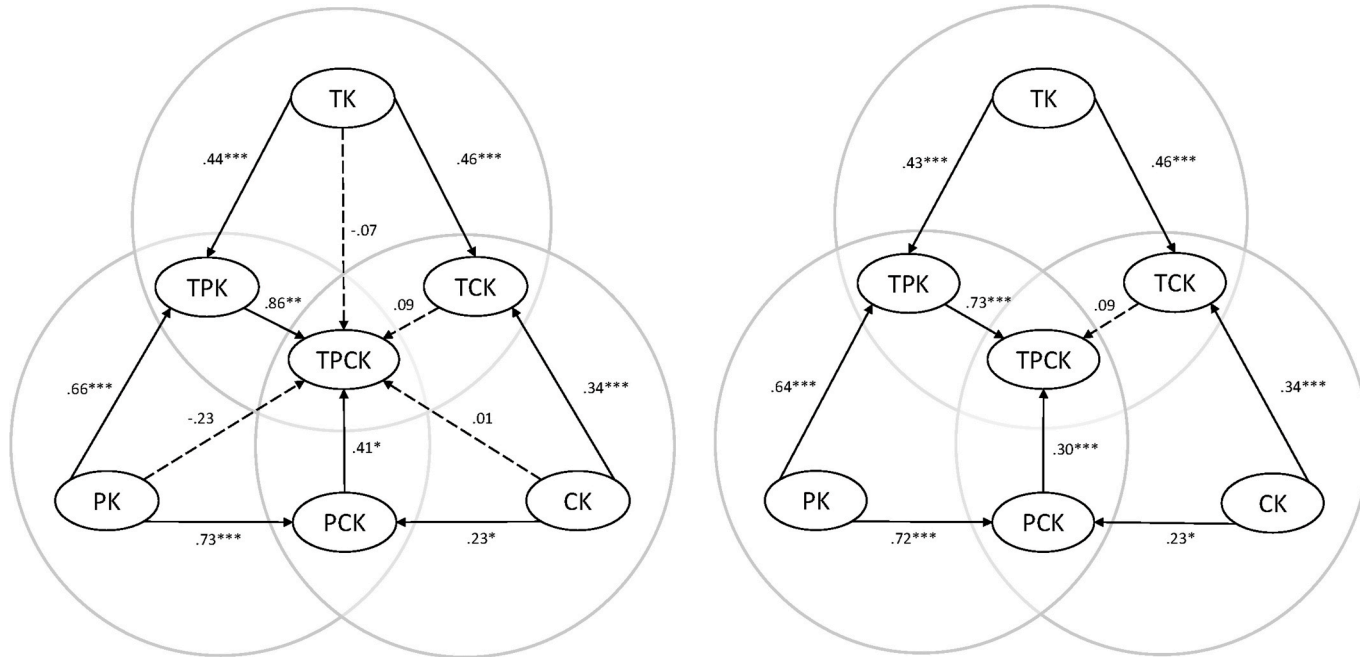 TK
.44***
.46***
-.07
TPK
TCK
.86**
.09
TPCK
.66***
.34***
-.23
.01
.41*
PK
PCK
CK
.73***
.23*
TK
.43***
.46***
TPK
TCK
.73***
.09
TPCK
.64***
.34***
.30***
PK
PCK
CK
.72***
.23*